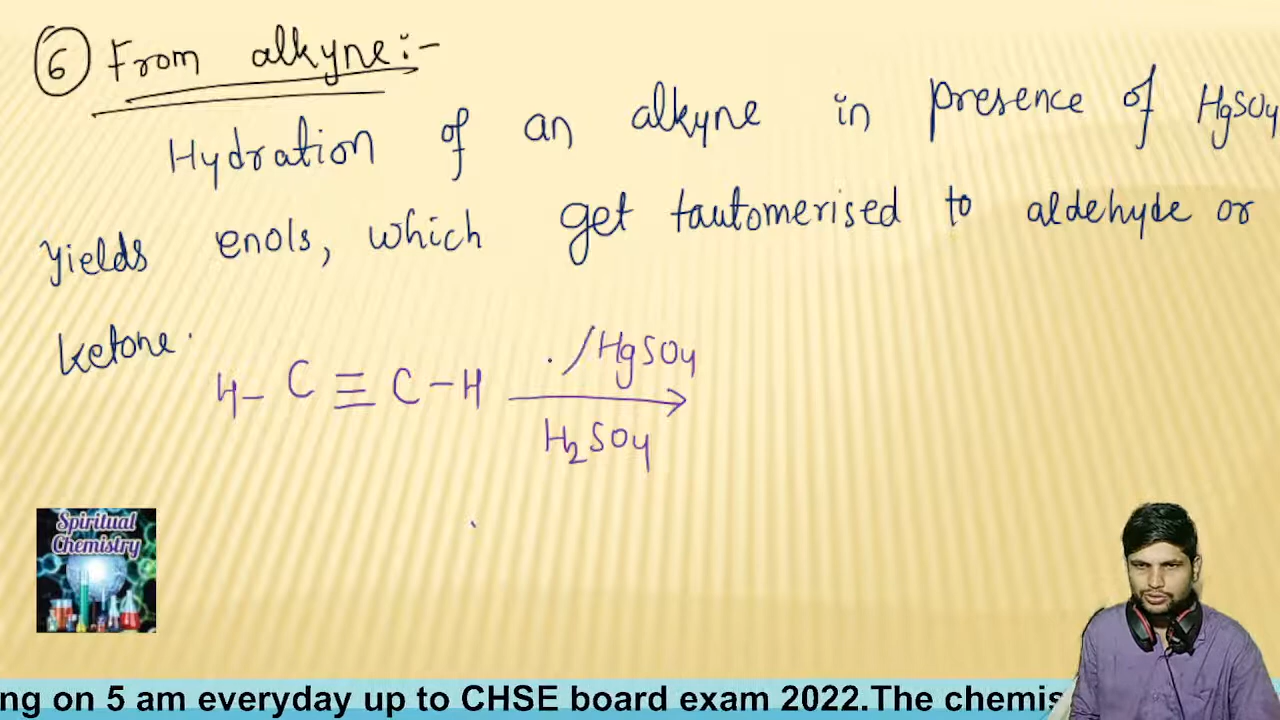 6 From alkyne:-
Hydration of an alkyne in presence of HgSO4
yields enols, which get tautomerised to aldehyde or
ketone.
H- C ≡ C -H ./HgSO4
H2SO4
Spiritual
Chemistry
ng on 5 am everyday up to CHSE board exam 2022.The chemis